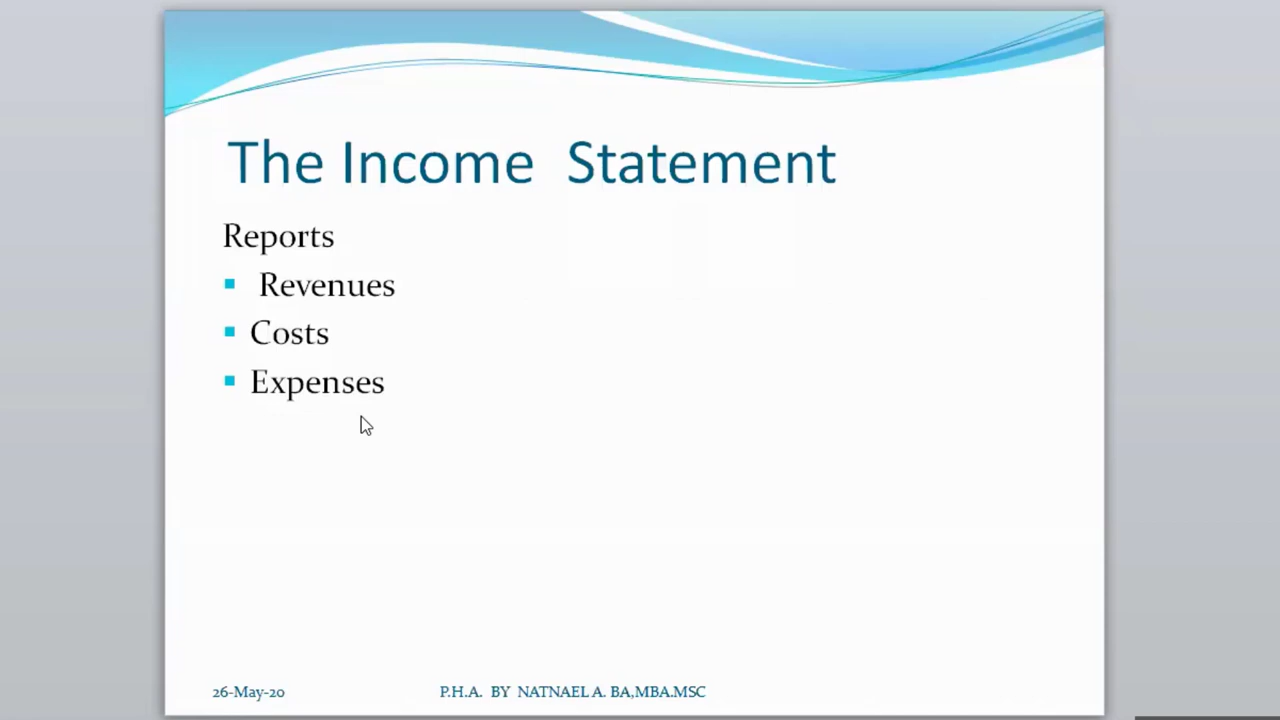 The Income  Statement
Reports
▪ Revenues
▪ Costs
▪ Expenses
26-May-20
P.H.A.  BY  NATNAEL A. BA,MBA.MSC